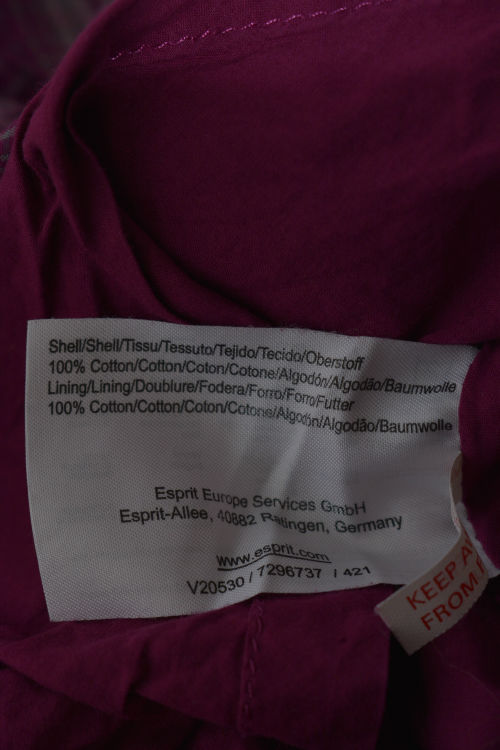 Shell/Shell/Tissu/Tessuto/Tejido/Tecido/Oberstoff
100% Cotton/Cotton/Coton/Cotone/Algodón/Algodão/Baumwolle
Lining/Lining/Doublure/Fodera/Forro/Forro/Futter
100% Cotton/Cotton/Coton/Cotone/Algodón/Algodão/Baumwolle
Esprit Europe Services GmbH
Esprit-Allee, 40882 Ratingen, Germany
www.esprit.com
V20530 / 7296737 / 421
KEEP
FROM